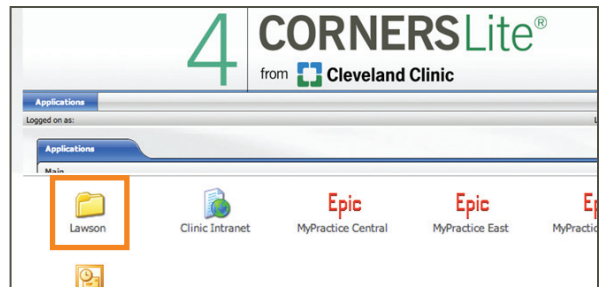 4 CORNERSLite®
from Cleveland Clinic
Applications
Logged on as:
Applications
Main
Lawson
Clinic Intranet
Epic
MyPractice Central
Epic
MyPractice East